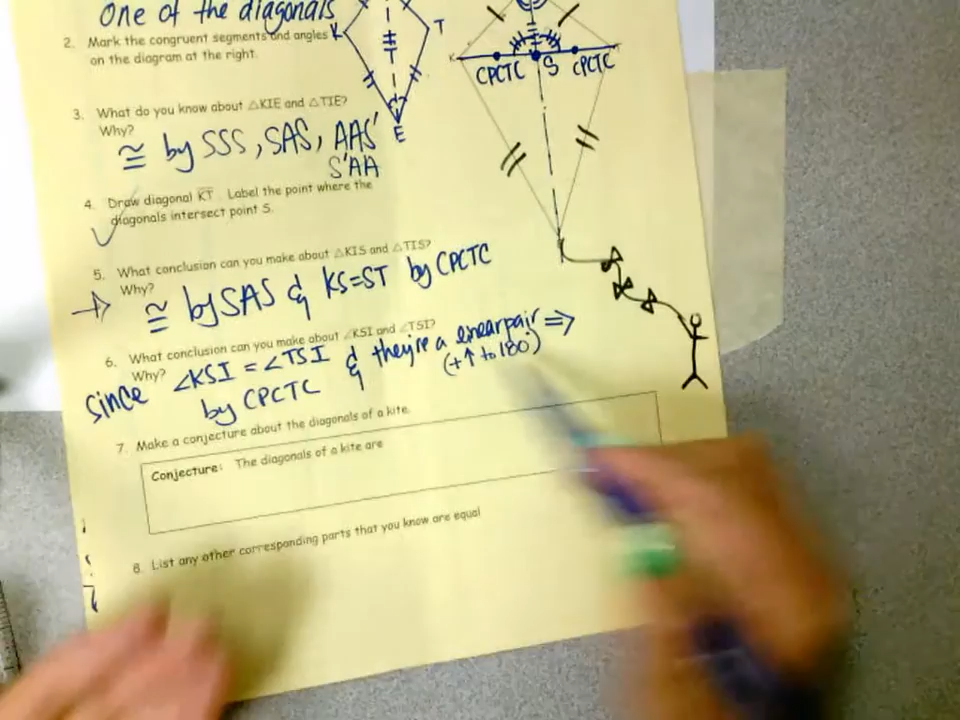 One of the diagonals
2. Mark the congruent segments and angles
on the diagram at the right.
K
T
E
K
CPCTC S CPCTC
3. What do you know about △KIE and △TIE?
Why?
≅ by SSS, SAS, AAS'
S'AA
4. Draw diagonal KT. Label the point where the
diagonals intersect point S.
5. What conclusion can you make about △KIS and △TIS?
Why?
≅ by SAS & KS=ST by CPCTC
6. What conclusion can you make about ∠KSI and ∠TSI?
Why?
Since ∠KSI = ∠TSI & they're a linear pair ⇒
by CPCTC (+↑ to 180)
7. Make a conjecture about the diagonals of a kite.
Conjecture: The diagonals of a kite are
8. List any other corresponding parts that you know are equal